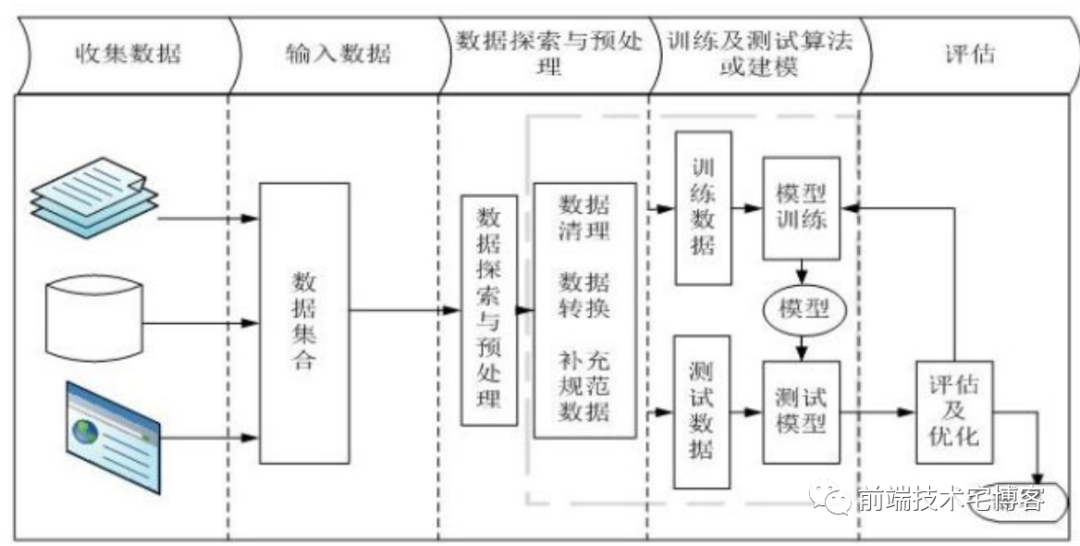 收集数据
输入数据
数据探索与预处
理
训练及测试算法
或建模
评估
数据集合
数据探索与预处理
数据
清理
数据
转换
补充
规范
数据
训练数据
模型
训练
模型
测试数据
测试
模型
评估
及
优化
前端技术宅博客